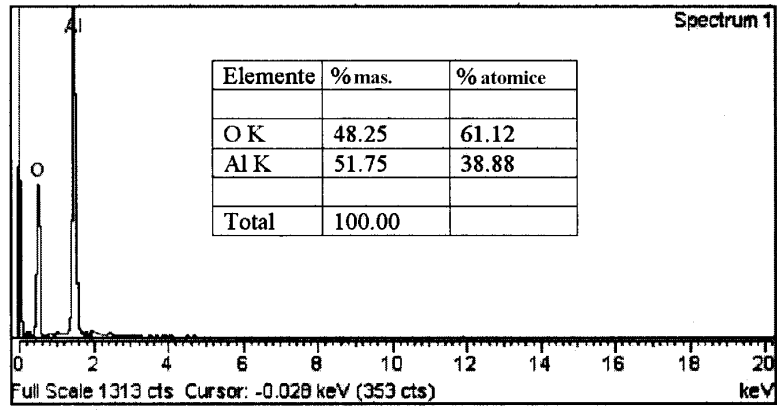 Spectrum 1
Al
O
Elemente % mas. % atomice
O K 48.25 61.12
Al K 51.75 38.88
Total 100.00
0 2 4 6 8 10 12 14 16 18 20
Full Scale 1313 cts Cursor: -0.028 keV (353 cts) keV